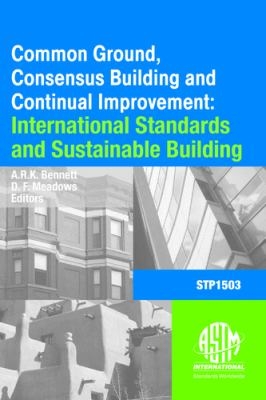 Common Ground,
Consensus Building and
Continual Improvement:
International Standards
and Sustainable Building
A.R.K. Bennett
D. F. Meadows
Editors
STP1503
ASTM
INTERNATIONAL
Standards Worldwide